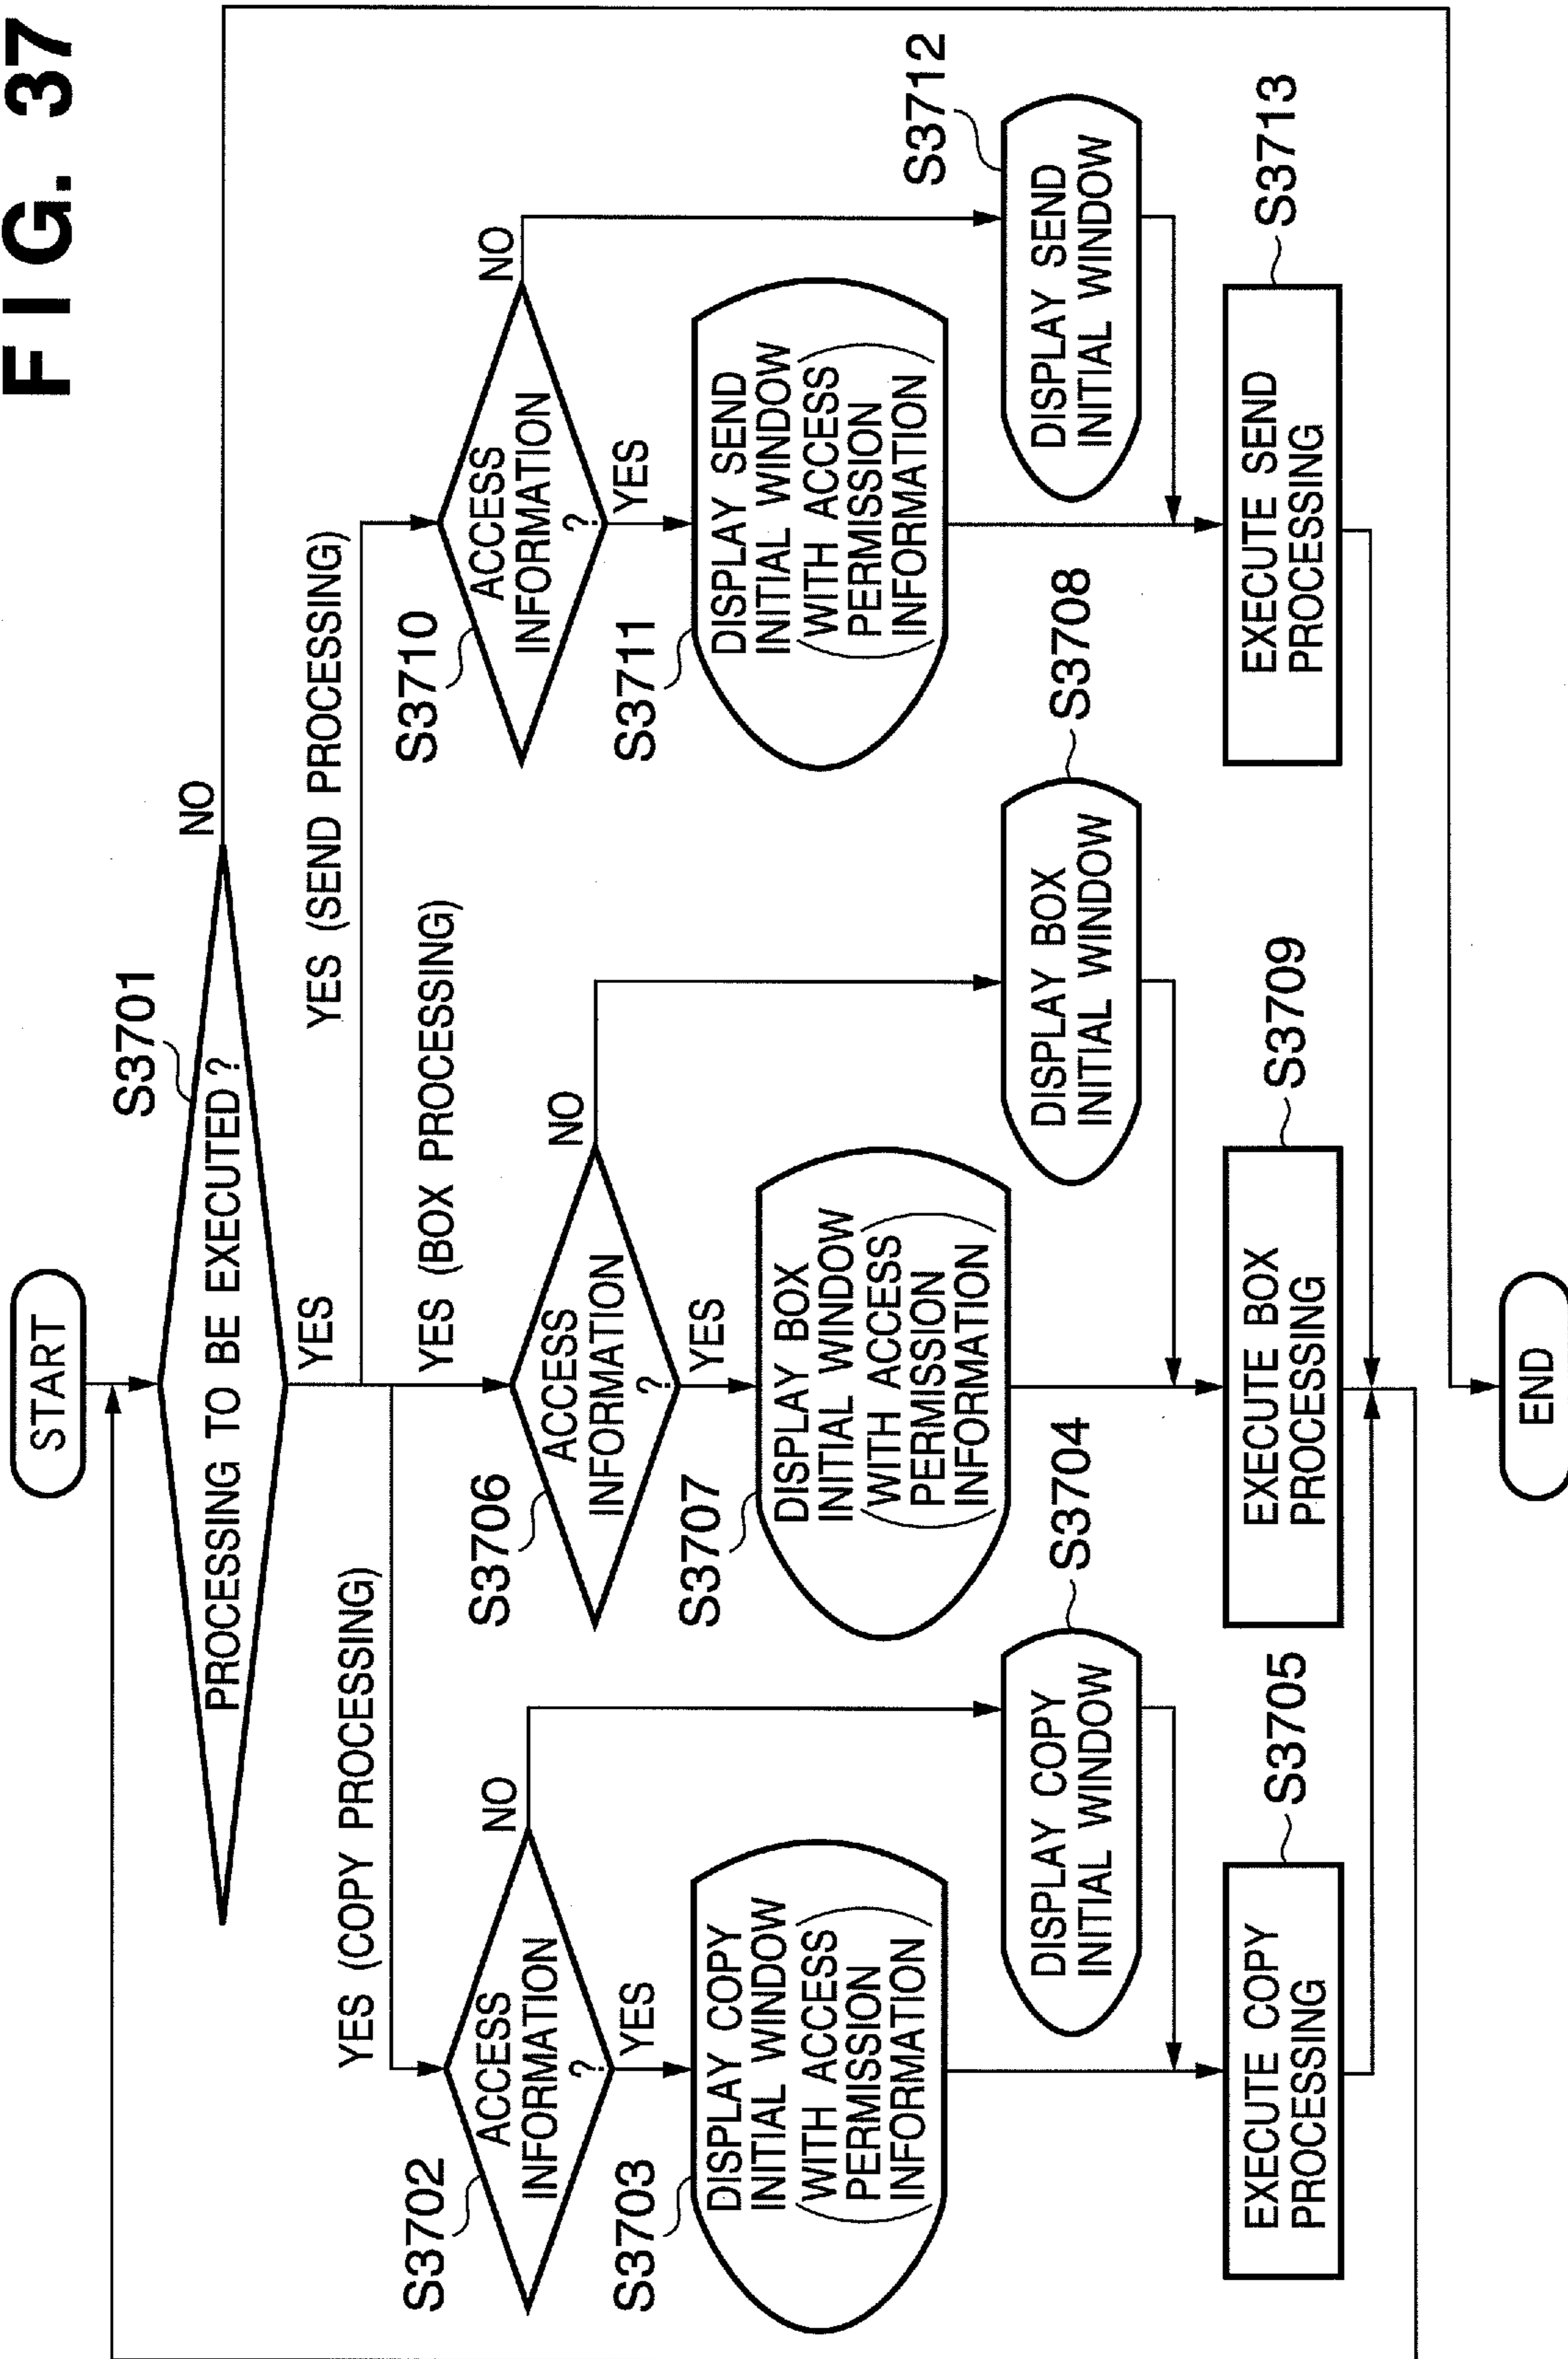 FIG. 37
START
S3701
PROCESSING TO BE EXECUTED?
NO
YES
YES (COPY PROCESSING)
YES (BOX PROCESSING)
YES (SEND PROCESSING)
S3702
ACCESS
INFORMATION
?
NO
YES
S3703
DISPLAY COPY
INITIAL WINDOW
(WITH ACCESS
PERMISSION
INFORMATION)
S3704
DISPLAY COPY
INITIAL WINDOW
S3705
EXECUTE COPY
PROCESSING
S3706
ACCESS
INFORMATION
?
NO
YES
S3707
DISPLAY BOX
INITIAL WINDOW
(WITH ACCESS
PERMISSION
INFORMATION)
S3708
DISPLAY BOX
INITIAL WINDOW
S3709
EXECUTE BOX
PROCESSING
S3710
ACCESS
INFORMATION
?
NO
YES
S3711
DISPLAY SEND
INITIAL WINDOW
(WITH ACCESS
PERMISSION
INFORMATION)
S3712
DISPLAY SEND
INITIAL WINDOW
S3713
EXECUTE SEND
PROCESSING
END